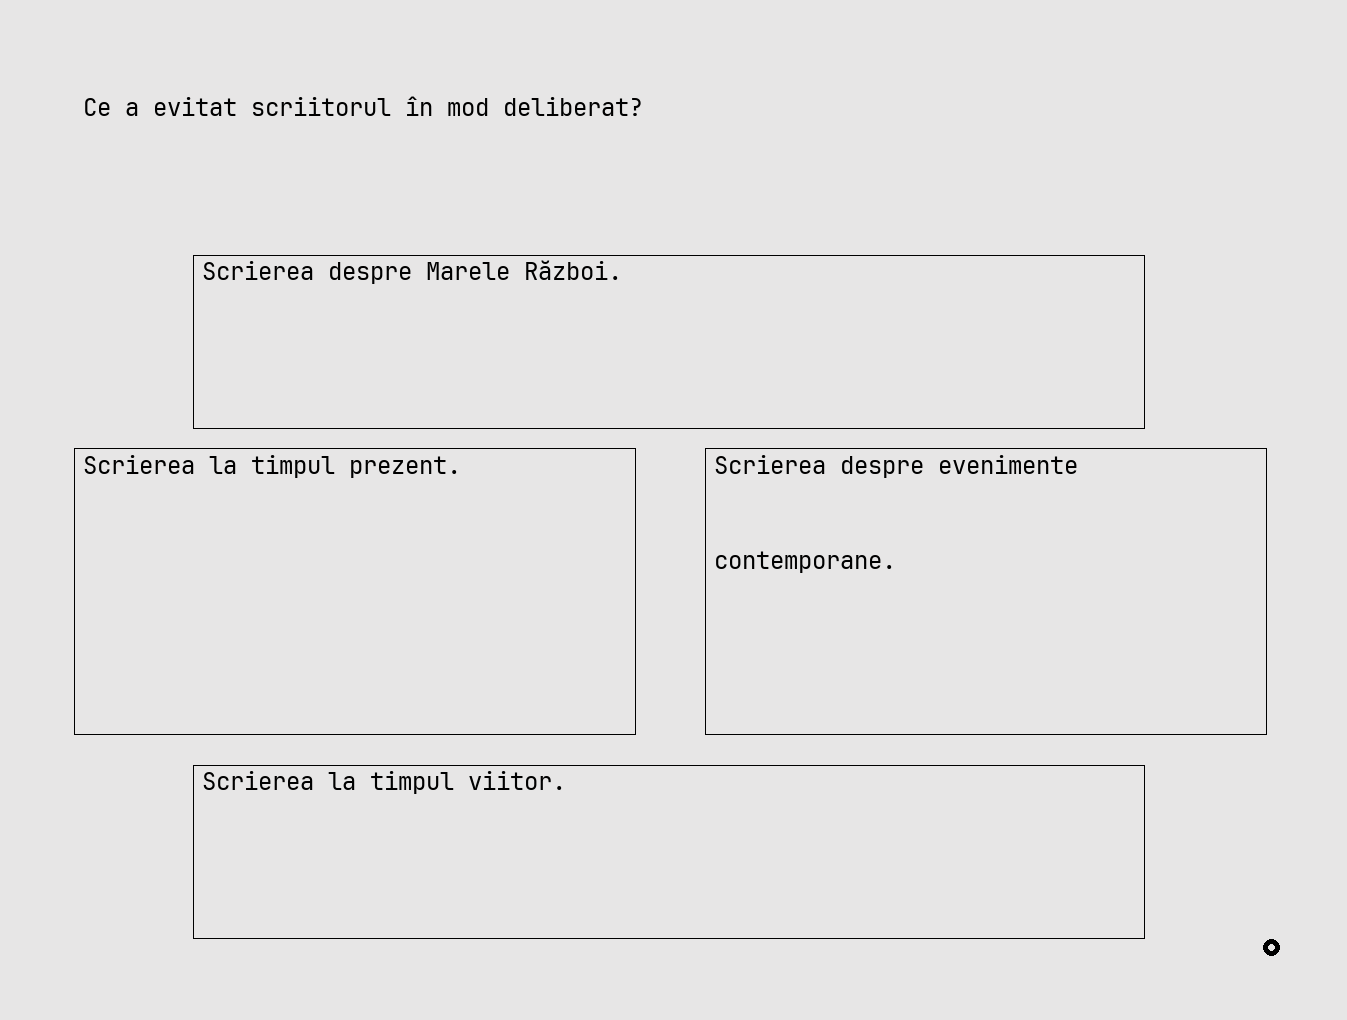 Ce a evitat scriitorul în mod deliberat?
Scrierea despre Marele Război.
Scrierea la timpul prezent.
Scrierea despre evenimente
contemporane.
Scrierea la timpul viitor.